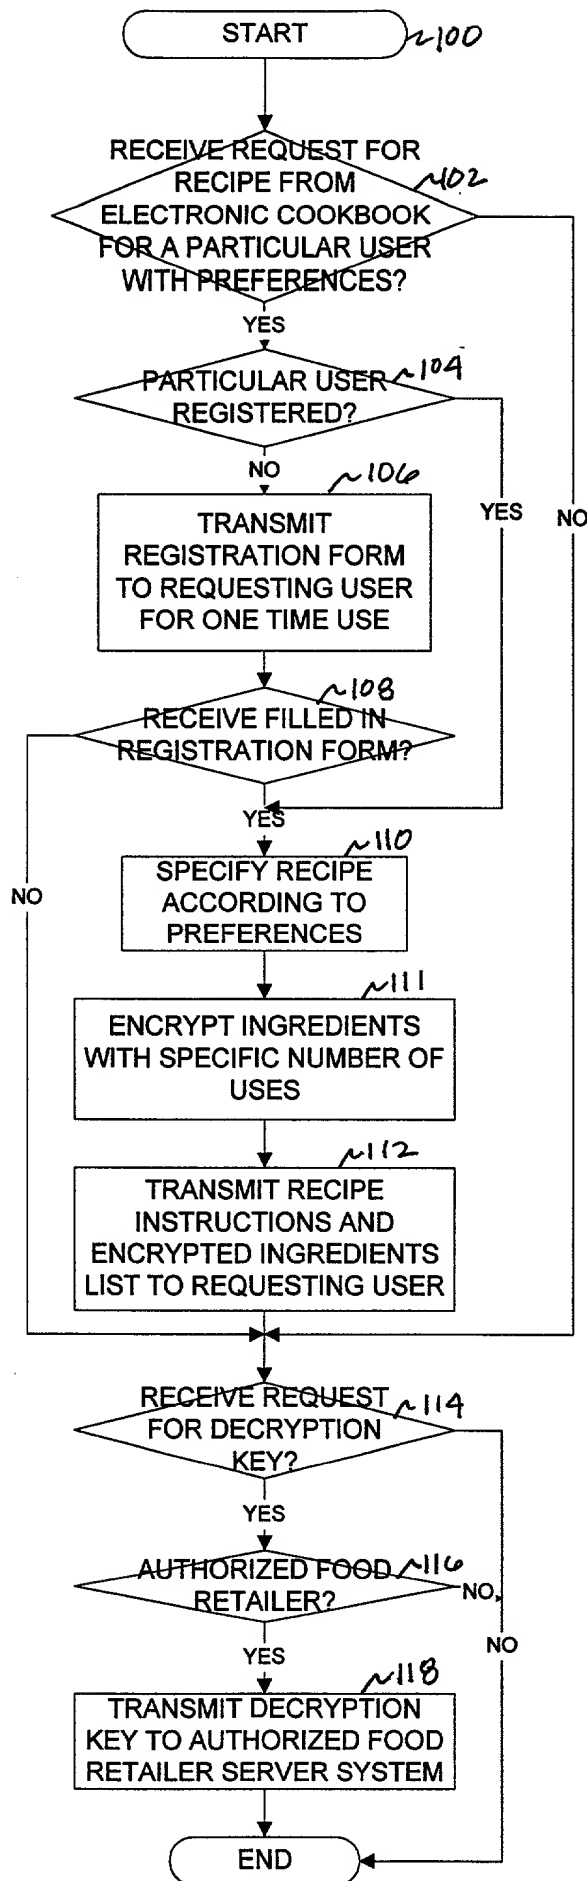 START
~100
RECEIVE REQUEST FOR
RECIPE FROM
ELECTRONIC COOKBOOK
FOR A PARTICULAR USER
WITH PREFERENCES?
~102
YES
PARTICULAR USER
REGISTERED?
~104
NO
~106
YES
NO
TRANSMIT
REGISTRATION FORM
TO REQUESTING USER
FOR ONE TIME USE
~108
RECEIVE FILLED IN
REGISTRATION FORM?
YES
~110
NO
SPECIFY RECIPE
ACCORDING TO
PREFERENCES
~111
ENCRYPT INGREDIENTS
WITH SPECIFIC NUMBER OF
USES
~112
TRANSMIT RECIPE
INSTRUCTIONS AND
ENCRYPTED INGREDIENTS
LIST TO REQUESTING USER
RECEIVE REQUEST
FOR DECRYPTION
KEY?
~114
YES
AUTHORIZED FOOD
RETAILER?
~116
NO
YES
NO
~118
TRANSMIT DECRYPTION
KEY TO AUTHORIZED FOOD
RETAILER SERVER SYSTEM
END